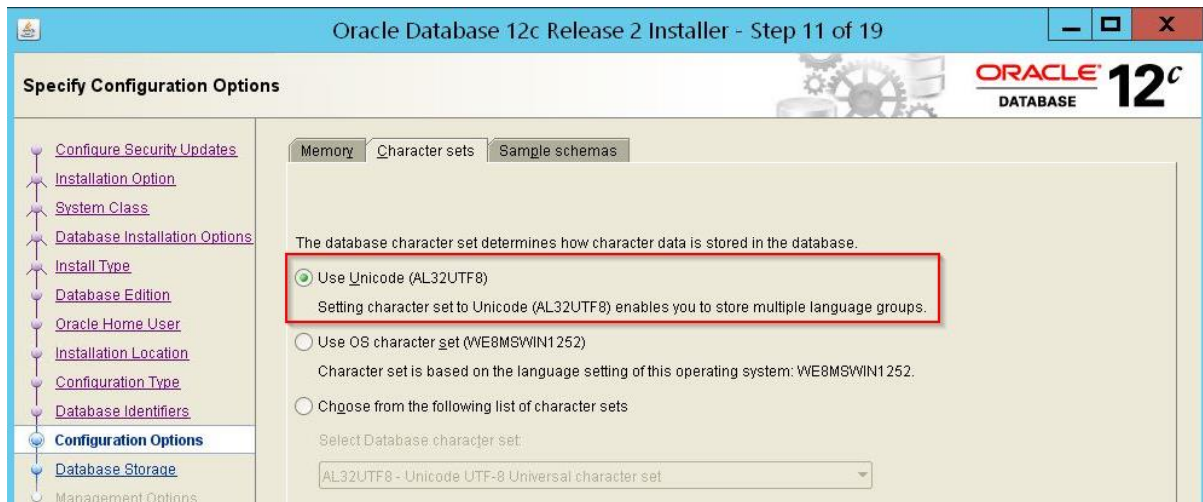 Oracle Database 12c Release 2 Installer - Step 11 of 19
Specify Configuration Options
ORACLE
DATABASE
12c
Configure Security Updates
Installation Option
System Class
Database Installation Options
Install Type
Database Edition
Oracle Home User
Installation Location
Configuration Type
Database Identifiers
Configuration Options
Database Storage
Management Options
Memory
Character sets
Sample schemas
The database character set determines how character data is stored in the database.
Use Unicode (AL32UTF8)
Setting character set to Unicode (AL32UTF8) enables you to store multiple language groups.
Use OS character set (WE8MSWIN1252)
Character set is based on the language setting of this operating system: WE8MSWIN1252.
Choose from the following list of character sets
Select Database character set:
AL32UTF8 - Unicode UTF-8 Universal character set